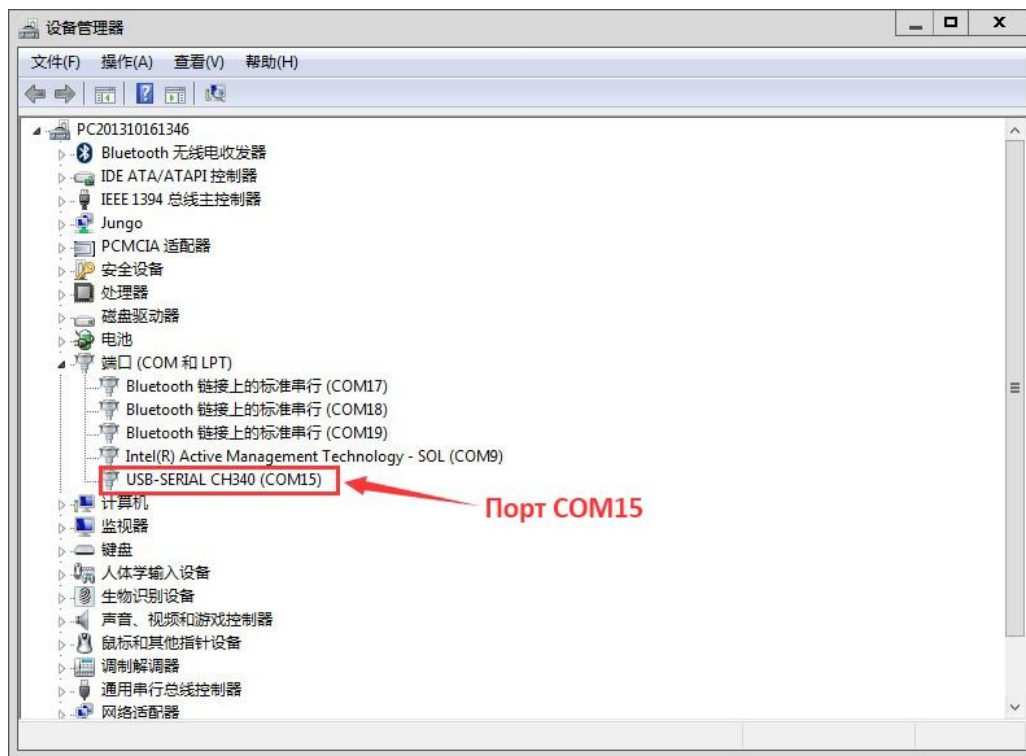 设备管理器
文件(F) 操作(A) 查看(V) 帮助(H)
PC201310161346
Bluetooth 无线电收发器
IDE ATA/ATAPI 控制器
IEEE 1394 总线主控制器
Jungo
PCMCIA 适配器
安全设备
处理器
磁盘驱动器
电池
端口 (COM 和 LPT)
Bluetooth 链接上的标准串行 (COM17)
Bluetooth 链接上的标准串行 (COM18)
Bluetooth 链接上的标准串行 (COM19)
Intel(R) Active Management Technology - SOL (COM9)
USB-SERIAL CH340 (COM15)
Порт COM15
计算机
监视器
键盘
人体学输入设备
生物识别设备
声音、视频和游戏控制器
鼠标和其他指针设备
调制解调器
通用串行总线控制器
网络适配器